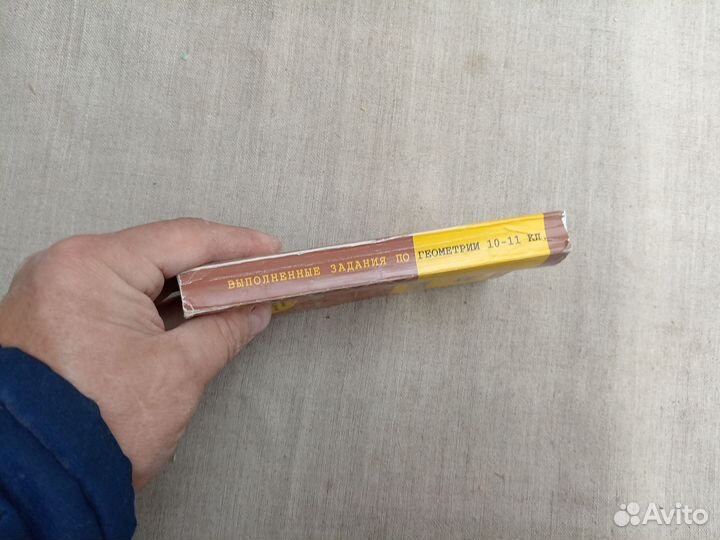 ВЫПОЛНЕННЫЕ ЗАДАНИЯ ПО ГЕОМЕТРИИ 10-11 КЛ.
Avito